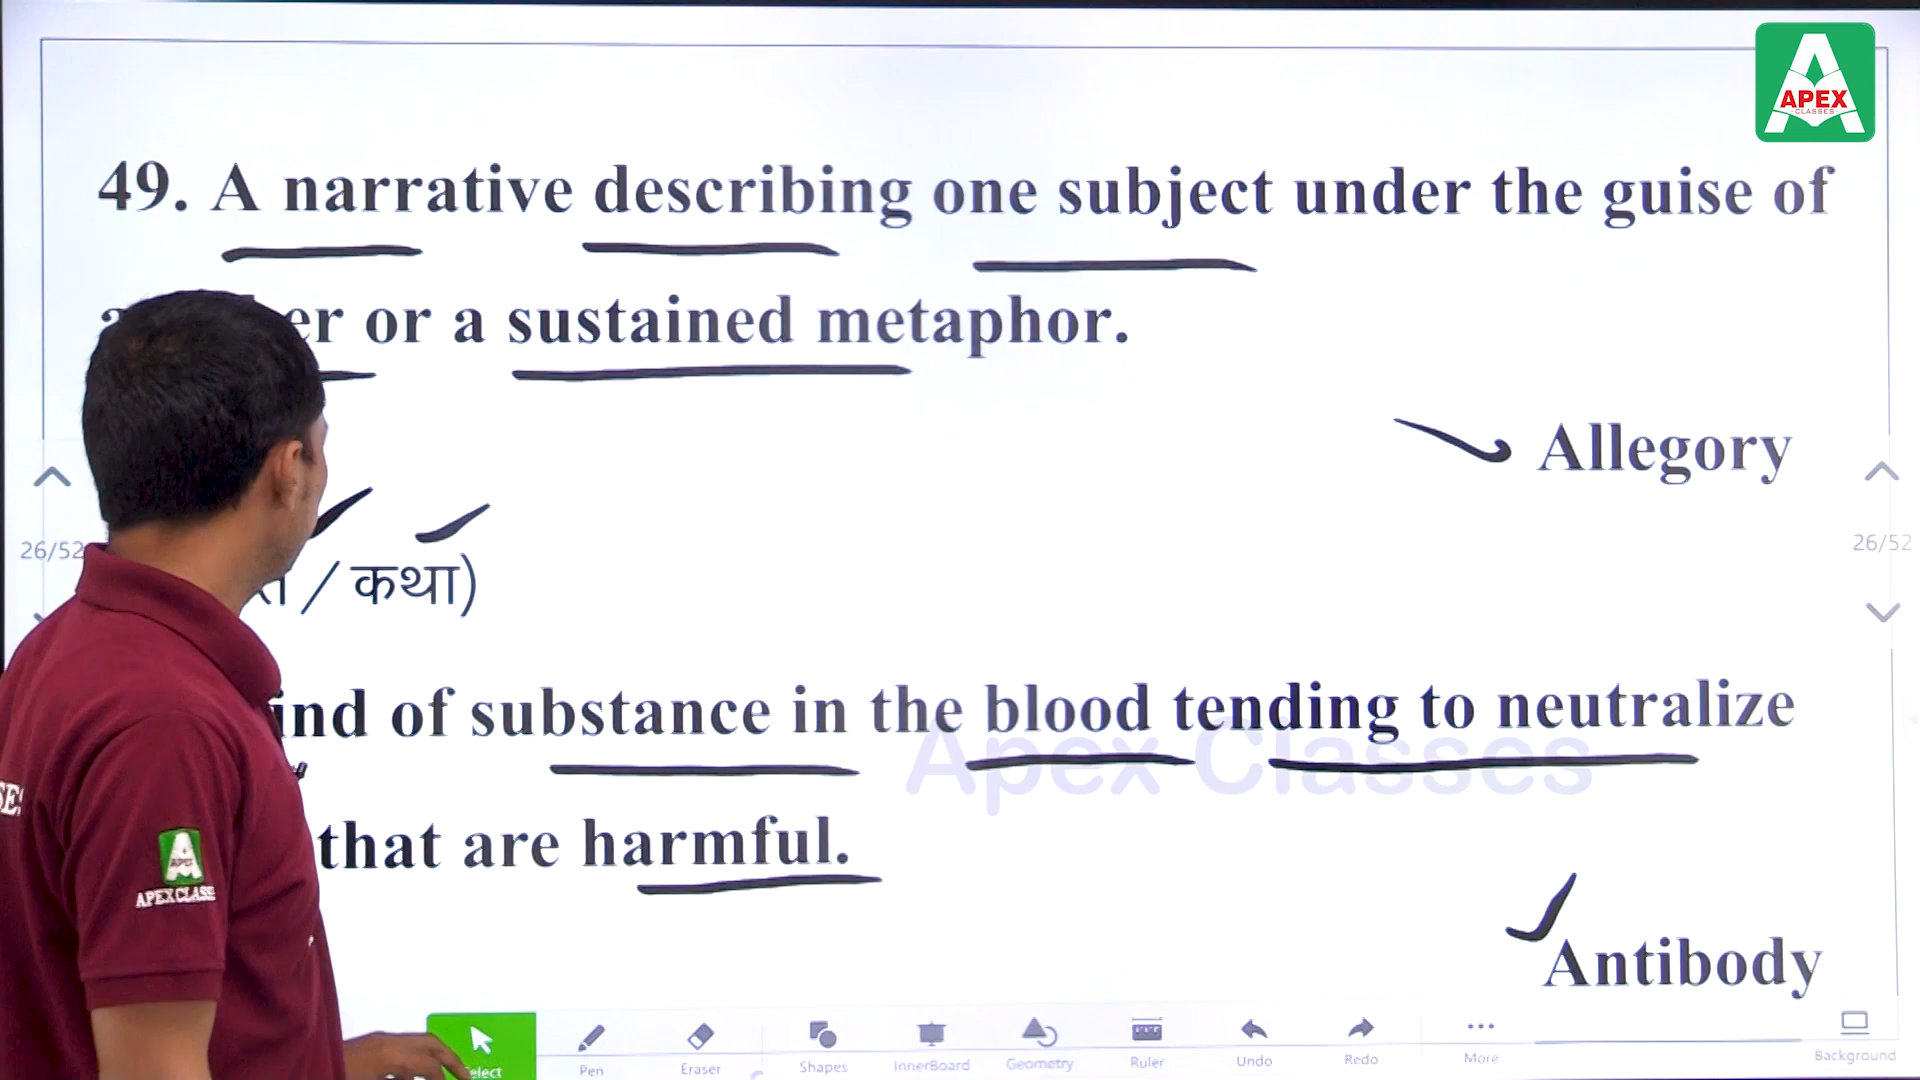 APEX
CLASSES
49. A narrative describing one subject under the guise of
or a sustained metaphor.
Allegory
26/52
26/52
/ कथा)
of substance in the blood tending to neutralize
Apex Classes
that are harmful.
APEX
Antibody
Pen
Eraser
Shapes
InnerBoard
Geometry
Ruler
Undo
Redo
More
Background